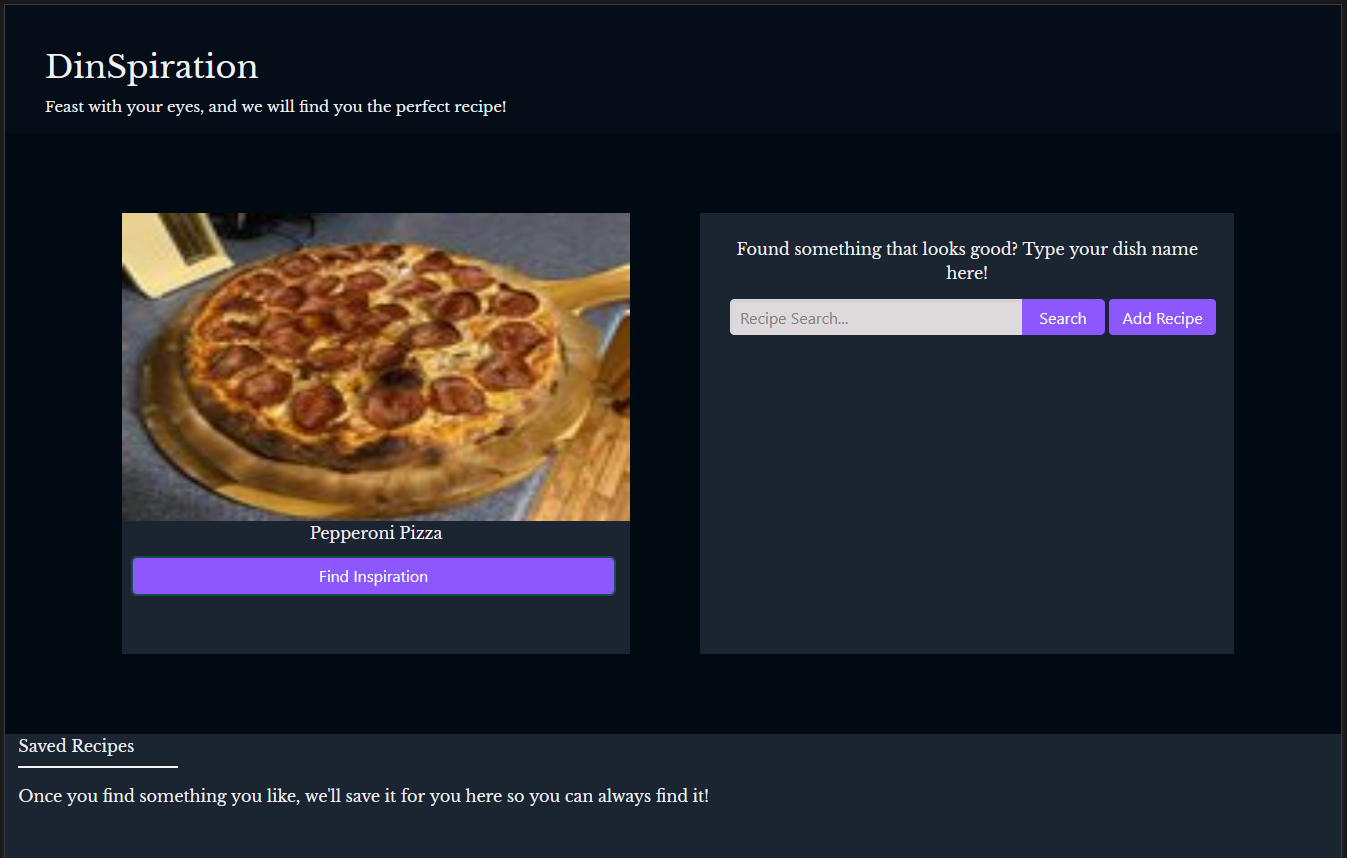 DinSpiration
Feast with your eyes, and we will find you the perfect recipe!
Pepperoni Pizza
Find Inspiration
Found something that looks good? Type your dish name
here!
Recipe Search...
Search
Add Recipe
Saved Recipes
Once you find something you like, we'll save it for you here so you can always find it!